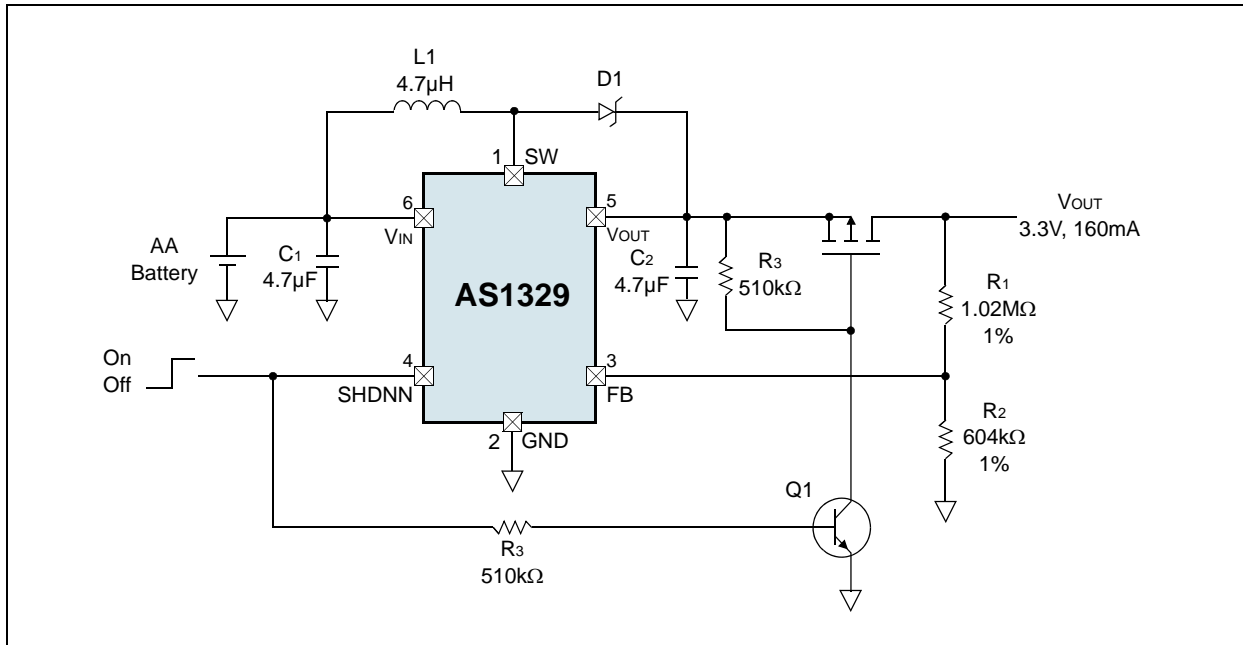 L1
4.7µH
D1
1
SW
6
VIN
5
VOUT
AA
Battery
C1
4.7µF
AS1329
C2
4.7µF
R3
510kΩ
VOUT
3.3V, 160mA
R1
1.02MΩ
1%
On
Off
4
SHDNN
3
FB
2
GND
R2
604kΩ
1%
Q1
R3
510kΩ